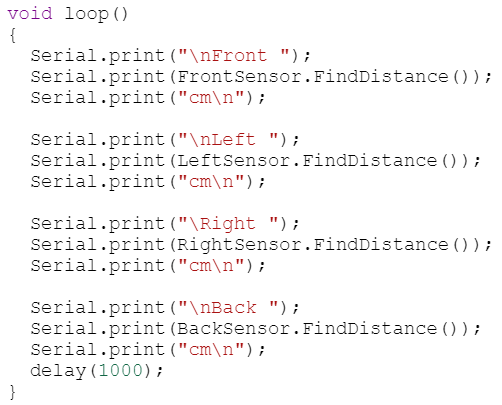 void loop()
{
  Serial.print("\nFront ");
  Serial.print(FrontSensor.FindDistance());
  Serial.print("cm\n");

  Serial.print("\nLeft ");
  Serial.print(LeftSensor.FindDistance());
  Serial.print("cm\n");

  Serial.print("\Right ");
  Serial.print(RightSensor.FindDistance());
  Serial.print("cm\n");

  Serial.print("\nBack ");
  Serial.print(BackSensor.FindDistance());
  Serial.print("cm\n");
  delay(1000);
}